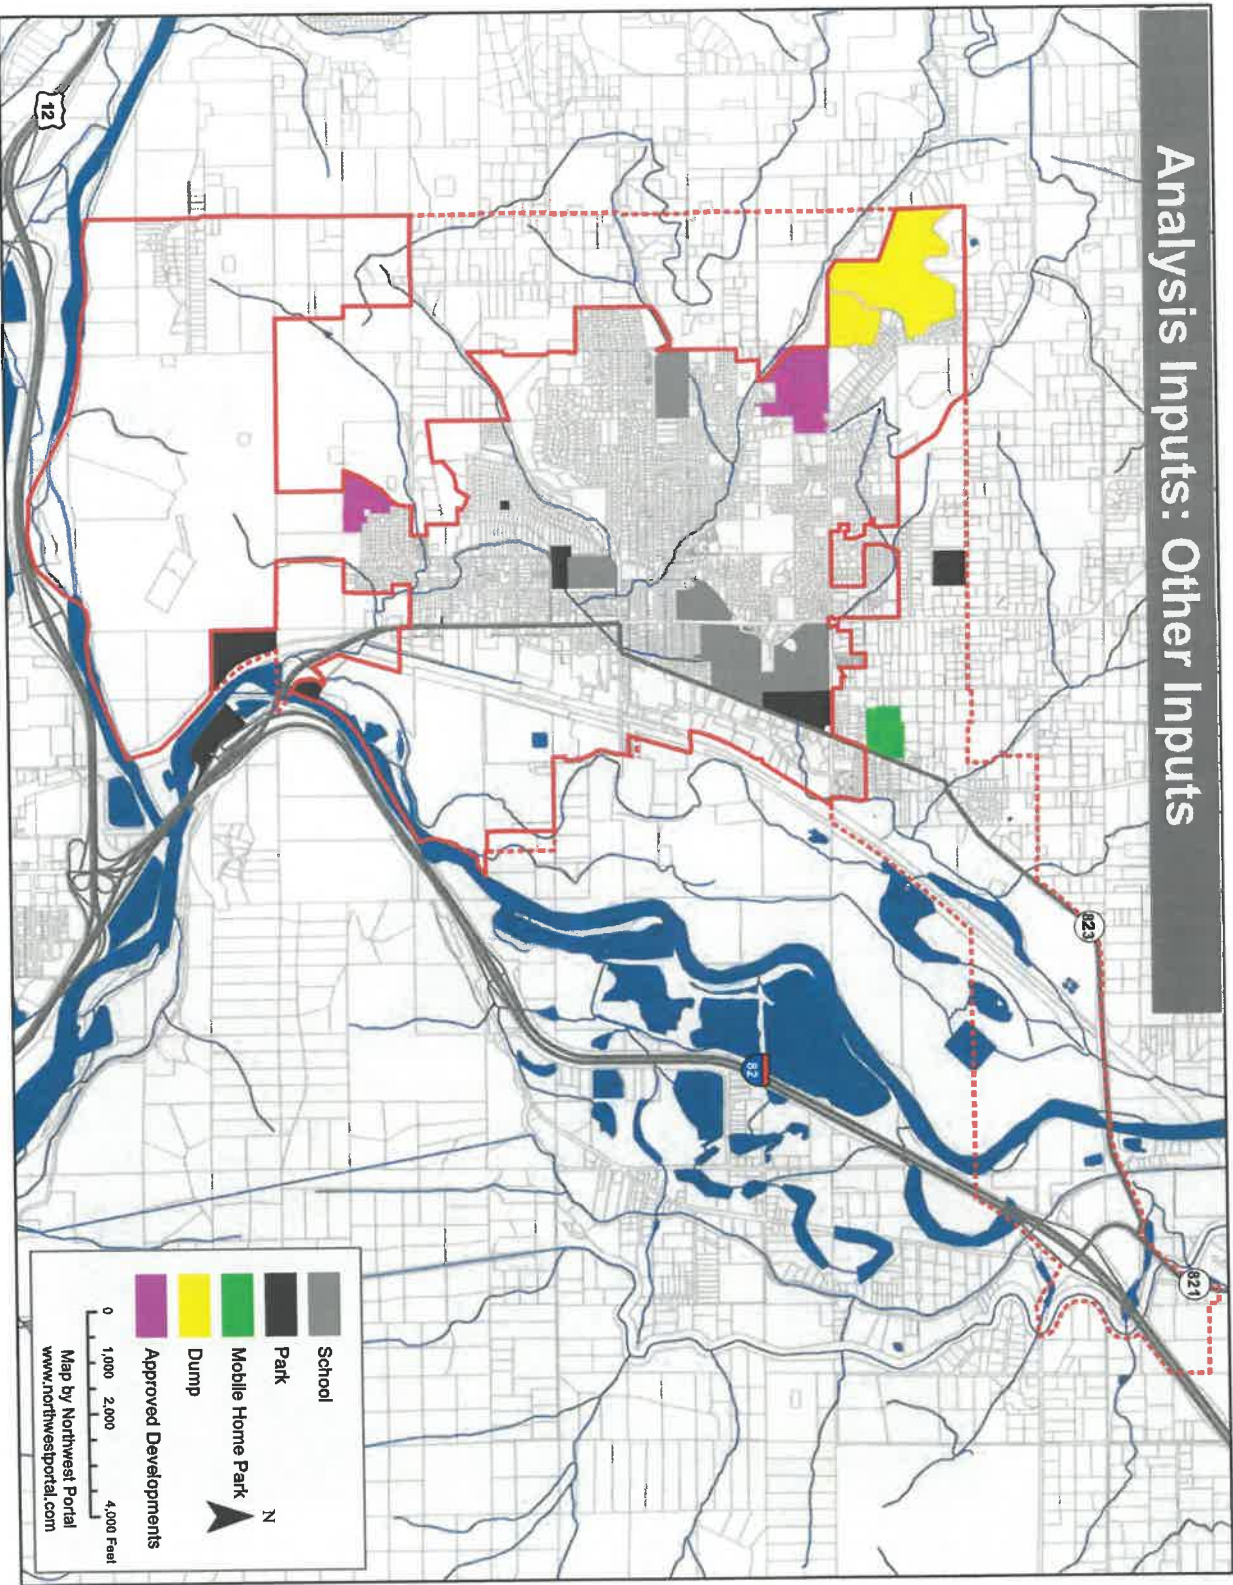 Analysis Inputs: Other Inputs
12
823
82
821
School
Park
Mobile Home Park
Dump
Approved Developments
N
0 1,000 2,000 4,000 Feet
Map by Northwest Portal
www.northwestportal.com